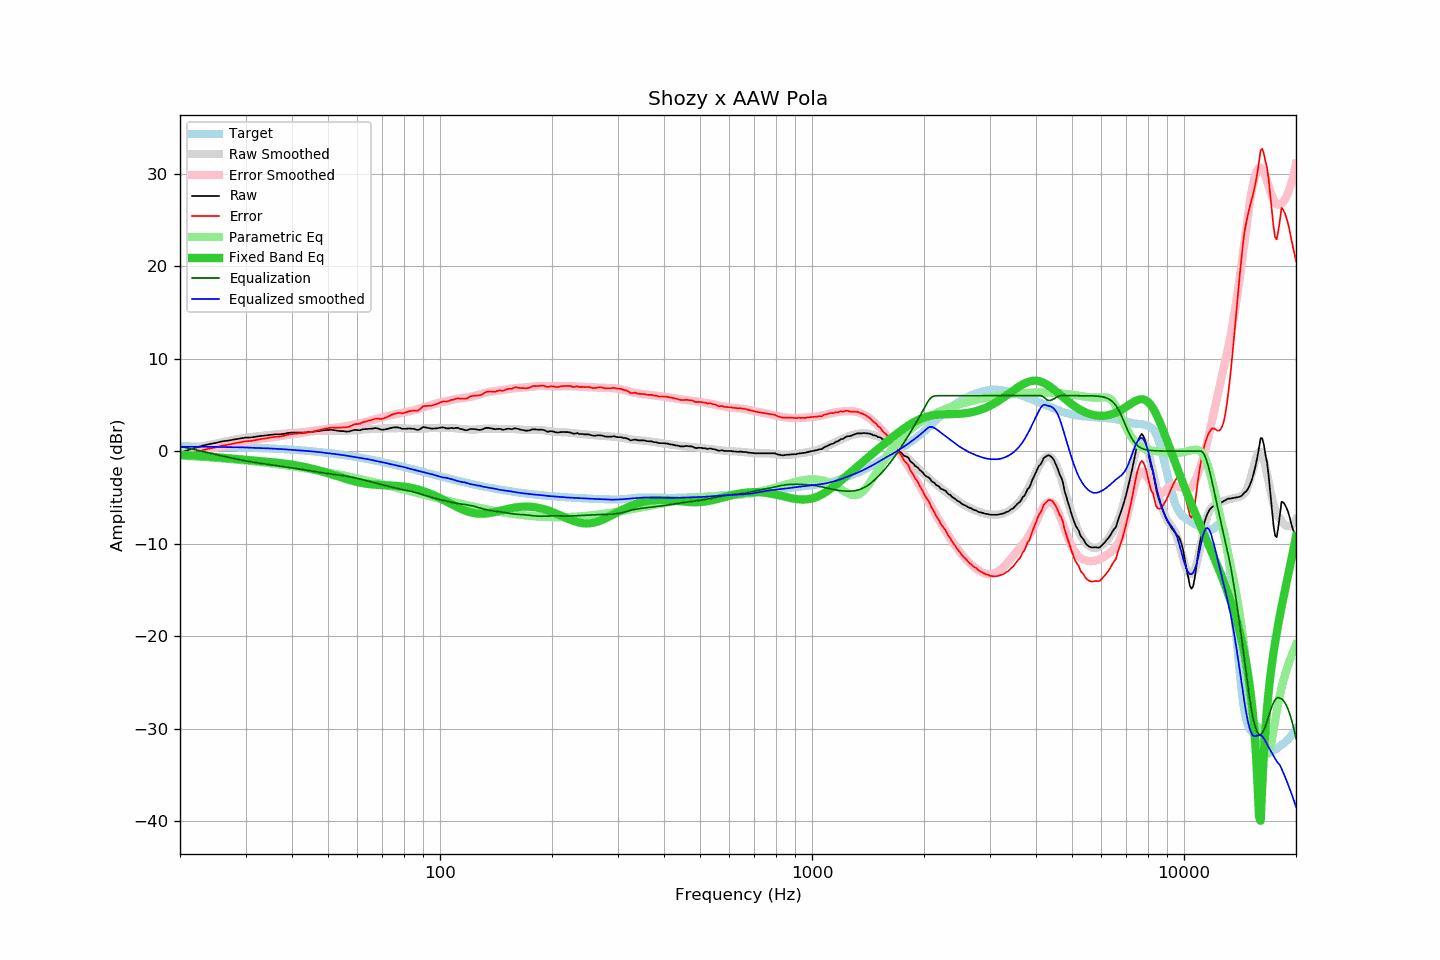 Shozy x AAW Pola
Target
Raw Smoothed
Error Smoothed
Raw
Error
Parametric Eq
Fixed Band Eq
Equalization
Equalized smoothed
30
20
10
0
−10
−20
−30
−40
Amplitude (dBr)
100
1000
10000
Frequency (Hz)